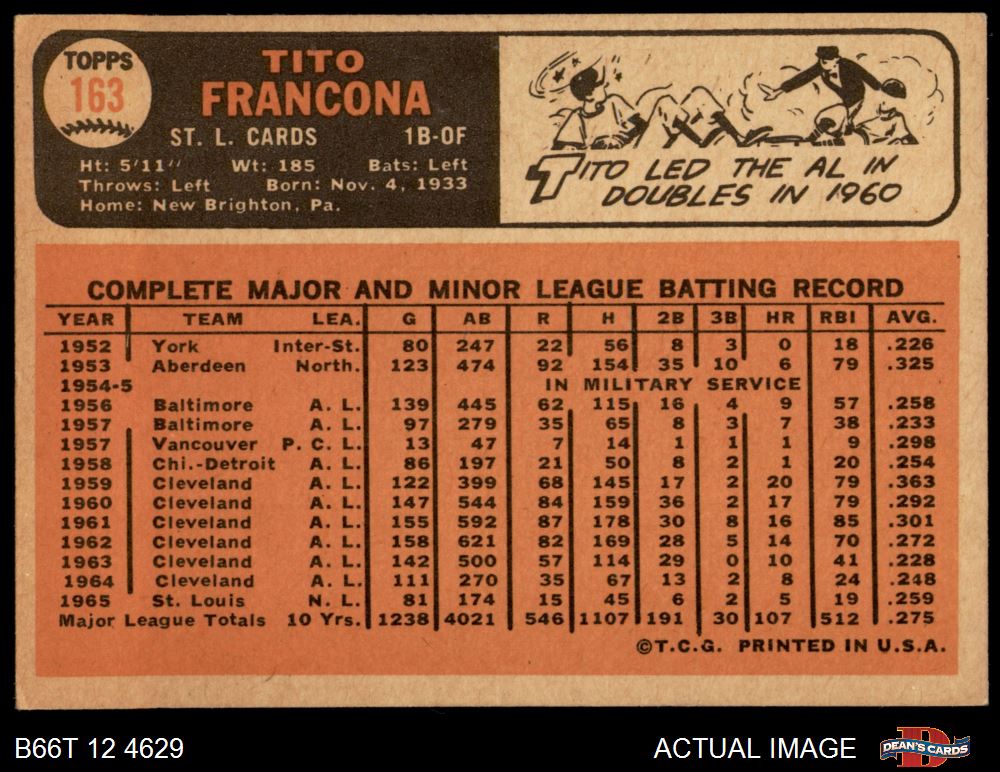 TOPPS
163
TITO
FRANCONA
ST. L. CARDS 1B-OF
Ht: 5'11" Wt: 185 Bats: Left
Throws: Left Born: Nov. 4, 1933
Home: New Brighton, Pa.
TITO LED THE AL IN
DOUBLES IN 1960
COMPLETE MAJOR AND MINOR LEAGUE BATTING RECORD
YEAR TEAM LEA. G AB R H 2B 3B HR RBI AVG.
1952 York Inter-St. 80 247 22 56 8 3 0 18 .226
1953 Aberdeen North. 123 474 92 154 35 10 6 79 .325
1954-5 IN MILITARY SERVICE
1956 Baltimore A. L. 139 445 62 115 16 4 9 57 .258
1957 Baltimore A. L. 97 279 35 65 8 3 7 38 .233
1957 Vancouver P. C. L. 13 47 7 14 1 1 1 9 .298
1958 Chi.-Detroit A. L. 86 197 21 50 8 2 1 20 .254
1959 Cleveland A. L. 122 399 68 145 17 2 20 79 .363
1960 Cleveland A. L. 147 544 84 159 36 2 17 79 .292
1961 Cleveland A. L. 155 592 87 178 30 8 16 85 .301
1962 Cleveland A. L. 158 621 82 169 28 5 14 70 .272
1963 Cleveland A. L. 142 500 57 114 29 0 10 41 .228
1964 Cleveland A. L. 111 270 35 67 13 2 8 24 .248
1965 St. Louis N. L. 81 174 15 45 6 2 5 19 .259
Major League Totals 10 Yrs. 1238 4021 546 1107 191 30 107 512 .275
©T.C.G. PRINTED IN U.S.A.
B66T 12 4629
ACTUAL IMAGE
DEAN'S CARDS